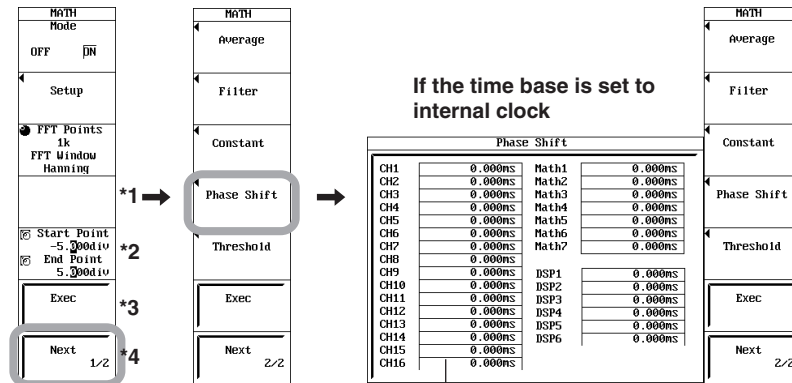 MATH
Mode
OFF ON
Setup
FFT Points
1k
FFT Window
Hanning
*1
Start Point
-5.000div
*2
End Point
5.000div
Exec
*3
Next
1/2
*4
MATH
Average
Filter
Constant
Phase Shift
Threshold
Exec
Next
2/2
If the time base is set to
internal clock
Phase Shift
CH1 0.000ms Math1 0.000ms
CH2 0.000ms Math2 0.000ms
CH3 0.000ms Math3 0.000ms
CH4 0.000ms Math4 0.000ms
CH5 0.000ms Math5 0.000ms
CH6 0.000ms Math6 0.000ms
CH7 0.000ms Math7 0.000ms
CH8 0.000ms
CH9 0.000ms DSP1 0.000ms
CH10 0.000ms DSP2 0.000ms
CH11 0.000ms DSP3 0.000ms
CH12 0.000ms DSP4 0.000ms
CH13 0.000ms DSP5 0.000ms
CH14 0.000ms DSP6 0.000ms
CH15 0.000ms
CH16 0.000ms
MATH
Average
Filter
Constant
Phase Shift
Threshold
Exec
Next
2/2